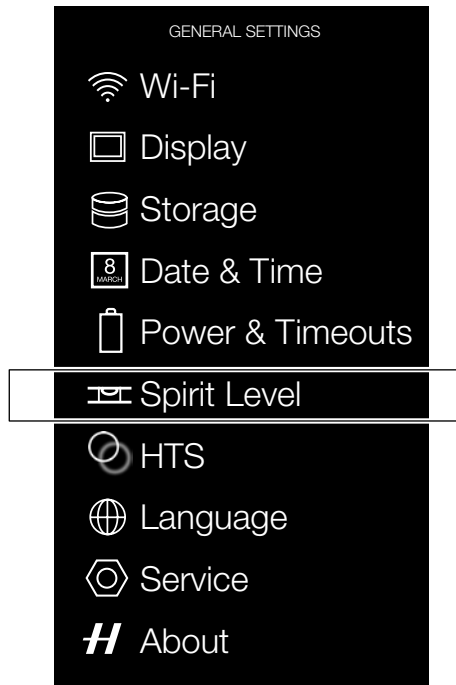 GENERAL SETTINGS
Wi-Fi
Display
Storage
8
MARCH
Date & Time
Power & Timeouts
Spirit Level
HTS
Language
Service
H About